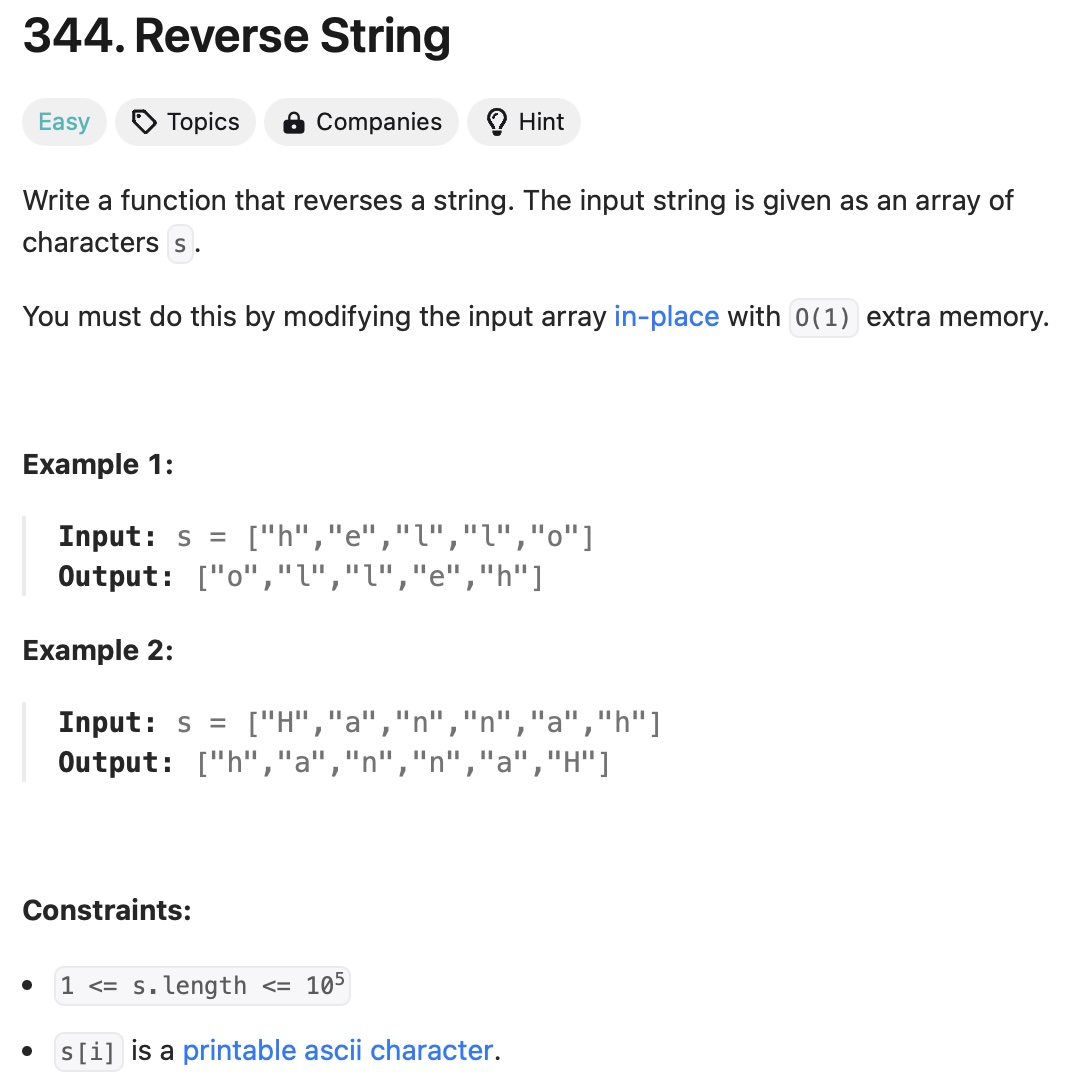 344. Reverse String
Easy Topics Companies Hint
Write a function that reverses a string. The input string is given as an array of
characters s.
You must do this by modifying the input array in-place with O(1) extra memory.
Example 1:
Input: s = ["h","e","l","l","o"]
Output: ["o","l","l","e","h"]
Example 2:
Input: s = ["H","a","n","n","a","h"]
Output: ["h","a","n","n","a","H"]
Constraints:
• 1 <= s.length <= 10⁵
• s[i] is a printable ascii character.